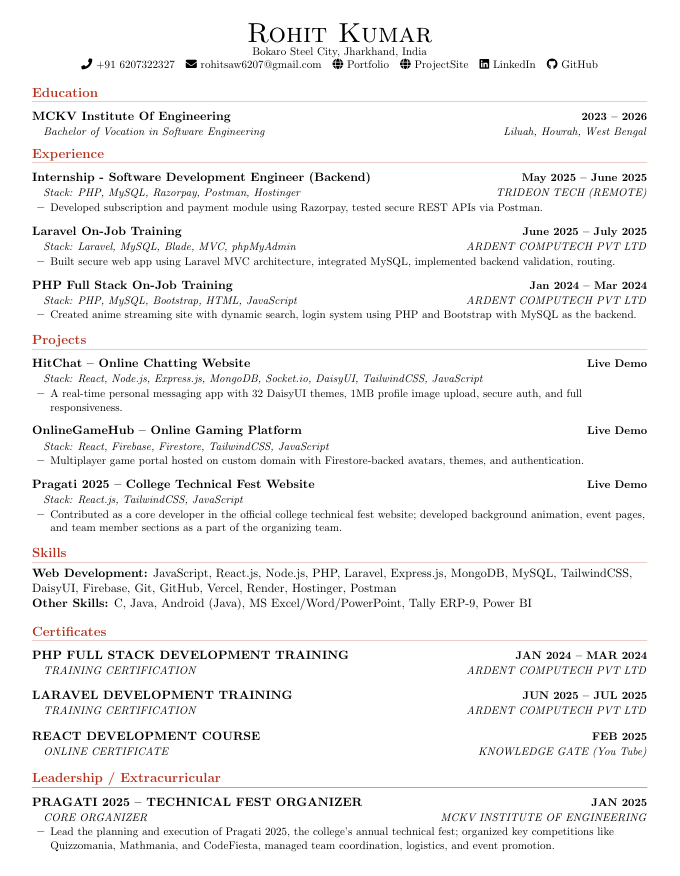 Rohit Kumar
Bokaro Steel City, Jharkhand, India
+91 6207322327 rohitsaw6207@gmail.com Portfolio ProjectSite LinkedIn GitHub
Education
MCKV Institute Of Engineering 2023 – 2026
Bachelor of Vocation in Software Engineering Liluah, Howrah, West Bengal
Experience
Internship - Software Development Engineer (Backend) May 2025 – June 2025
Stack: PHP, MySQL, Razorpay, Postman, Hostinger TRIDEON TECH (REMOTE)
– Developed subscription and payment module using Razorpay, tested secure REST APIs via Postman.
Laravel On-Job Training June 2025 – July 2025
Stack: Laravel, MySQL, Blade, MVC, phpMyAdmin ARDENT COMPUTECH PVT LTD
– Built secure web app using Laravel MVC architecture, integrated MySQL, implemented backend validation, routing.
PHP Full Stack On-Job Training Jan 2024 – Mar 2024
Stack: PHP, MySQL, Bootstrap, HTML, JavaScript ARDENT COMPUTECH PVT LTD
– Created anime streaming site with dynamic search, login system using PHP and Bootstrap with MySQL as the backend.
Projects
HitChat – Online Chatting Website Live Demo
Stack: React, Node.js, Express.js, MongoDB, Socket.io, DaisyUI, TailwindCSS, JavaScript
– A real-time personal messaging app with 32 DaisyUI themes, 1MB profile image upload, secure auth, and full
responsiveness.
OnlineGameHub – Online Gaming Platform Live Demo
Stack: React, Firebase, Firestore, TailwindCSS, JavaScript
– Multiplayer game portal hosted on custom domain with Firestore-backed avatars, themes, and authentication.
Pragati 2025 – College Technical Fest Website Live Demo
Stack: React.js, TailwindCSS, JavaScript
– Contributed as a core developer in the official college technical fest website; developed background animation, event pages,
and team member sections as a part of the organizing team.
Skills
Web Development: JavaScript, React.js, Node.js, PHP, Laravel, Express.js, MongoDB, MySQL, TailwindCSS,
DaisyUI, Firebase, Git, GitHub, Vercel, Render, Hostinger, Postman
Other Skills: C, Java, Android (Java), MS Excel/Word/PowerPoint, Tally ERP-9, Power BI
Certificates
PHP FULL STACK DEVELOPMENT TRAINING JAN 2024 – MAR 2024
TRAINING CERTIFICATION ARDENT COMPUTECH PVT LTD
LARAVEL DEVELOPMENT TRAINING JUN 2025 – JUL 2025
TRAINING CERTIFICATION ARDENT COMPUTECH PVT LTD
REACT DEVELOPMENT COURSE FEB 2025
ONLINE CERTIFICATE KNOWLEDGE GATE (You Tube)
Leadership / Extracurricular
PRAGATI 2025 – TECHNICAL FEST ORGANIZER JAN 2025
CORE ORGANIZER MCKV INSTITUTE OF ENGINEERING
– Lead the planning and execution of Pragati 2025, the college's annual technical fest; organized key competitions like
Quizzomania, Mathmania, and CodeFiesta, managed team coordination, logistics, and event promotion.